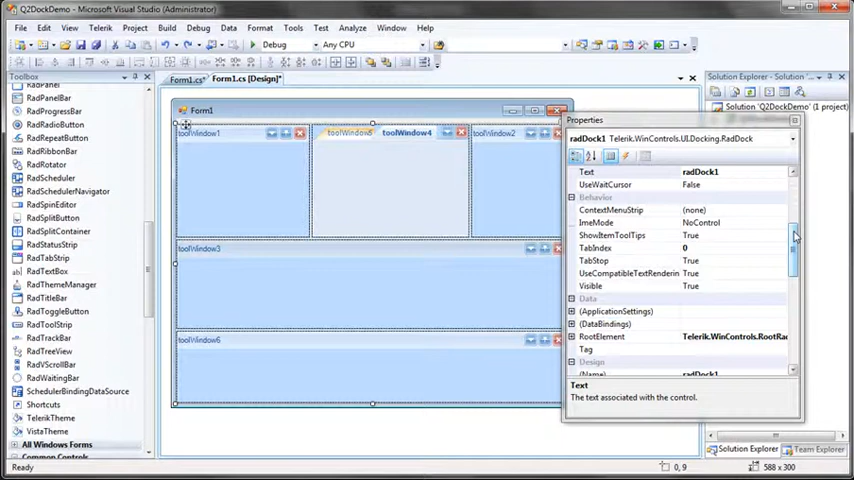 Q2DockDemo - Microsoft Visual Studio (Administrator)
File Edit View Telerik Project Build Debug Data Format Tools Test Analyze Window Help
Debug Any CPU
Toolbox
RadPanel
RadPanelBar
RadProgressBar
RadRadioButton
RadRepeatButton
RadRibbonBar
RadRotator
RadScheduler
RadSchedulerNavigator
RadSpinEditor
RadSplitButton
RadSplitContainer
RadStatusStrip
RadTabStrip
RadTextBox
RadThemeManager
RadTitleBar
RadToggleButton
RadToolStrip
RadTrackBar
RadTreeView
RadVScrollBar
RadWaitingBar
SchedulerBindingDataSource
Shortcuts
TelerikTheme
VistaTheme
All Windows Forms
Common Controls
Form1.cs* Form1.cs [Design]*
Form1
toolWindow1
toolWindow5 toolWindow4
toolWindow2
toolWindow3
toolWindow6
Solution Explorer - Solution
Solution 'Q2DockDemo' (1 project)
Properties
radDock1 Telerik.WinControls.UI.Docking.RadDock
Text radDock1
UseWaitCursor False
Behavior
ContextMenuStrip (none)
ImeMode NoControl
ShowItemToolTips True
TabIndex 0
TabStop True
UseCompatibleTextRenderin True
Visible True
Data
(ApplicationSettings)
(DataBindings)
RootElement Telerik.WinControls.RootRad
Tag
Design
(Name) radDock1
Text
The text associated with the control.
Solution Explorer Team Explorer
Ready 0, 9 588 x 300